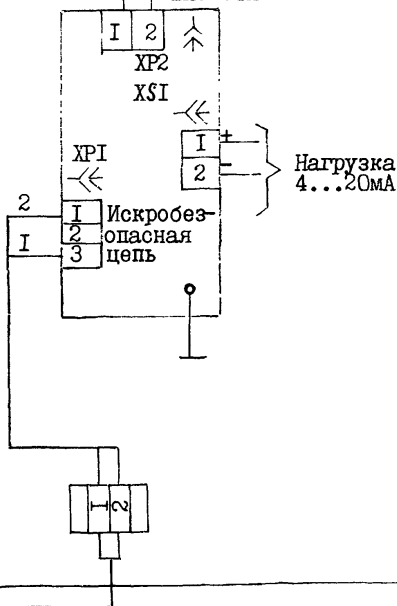 I 2
XP2
XSI
+
I
-
2
Нагрузка
4...20мА
XPI
2
I
I Искробез-
2 опасная
3 цепь
I 2